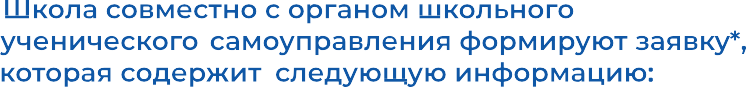 Школа совместно с органом школьного
ученического самоуправления формируют заявку*,
которая содержит следующую информацию: